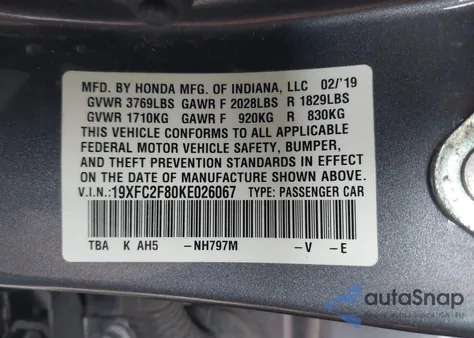 MFD. BY HONDA MFG. OF INDIANA, LLC 02/'19
GVWR 3769LBS GAWR F 2028LBS R 1829LBS
GVWR 1710KG GAWR F 920KG R 830KG
THIS VEHICLE CONFORMS TO ALL APPLICABLE
FEDERAL MOTOR VEHICLE SAFETY, BUMPER,
AND THEFT PREVENTION STANDARDS IN EFFECT
ON THE DATE OF MANUFACTURE SHOWN ABOVE.
V.I.N.: 19XFC2F80KE026067 TYPE: PASSENGER CAR
TBA K AH5 -NH797M -V -E
autoSnap